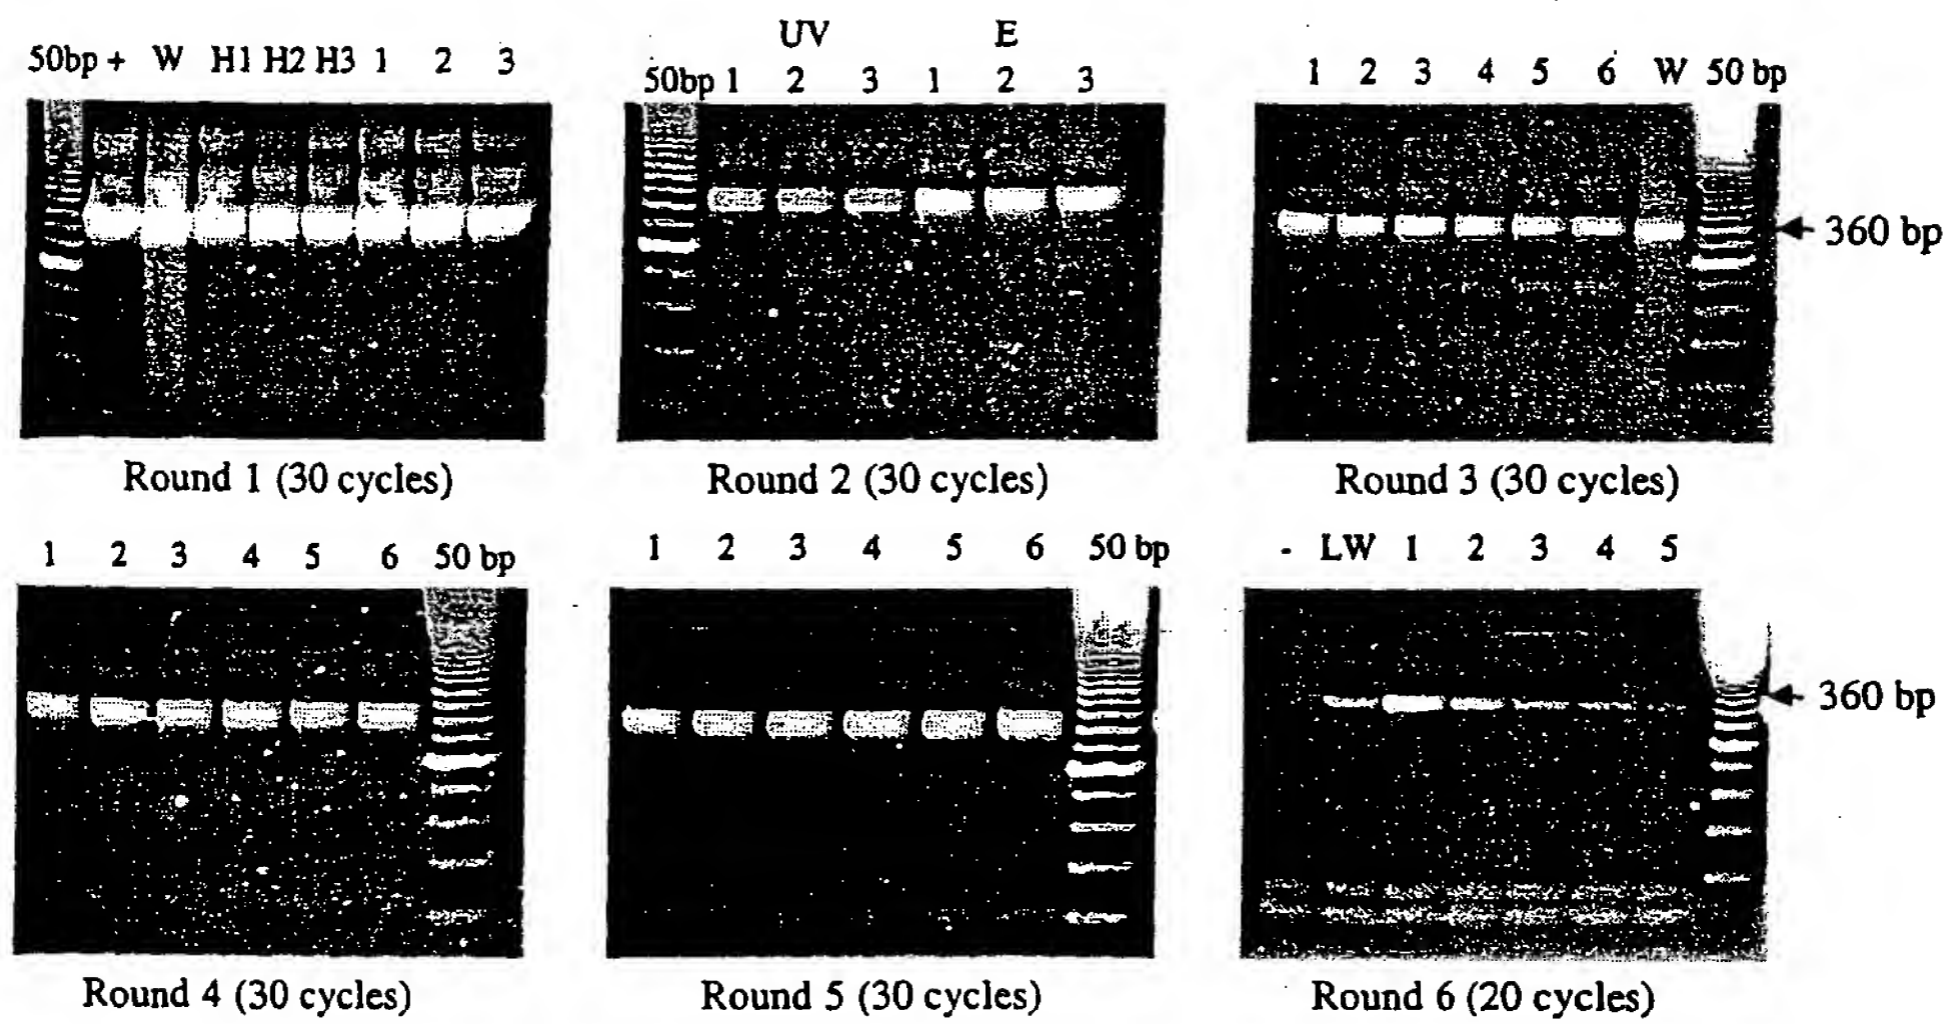 UV E
50bp + W H1 H2 H3 1 2 3
50bp 1 2 3 1 2 3
1 2 3 4 5 6 W 50 bp
360 bp
Round 1 (30 cycles)
Round 2 (30 cycles)
Round 3 (30 cycles)
1 2 3 4 5 6 50 bp
1 2 3 4 5 6 50 bp
- LW 1 2 3 4 5
360 bp
Round 4 (30 cycles)
Round 5 (30 cycles)
Round 6 (20 cycles)